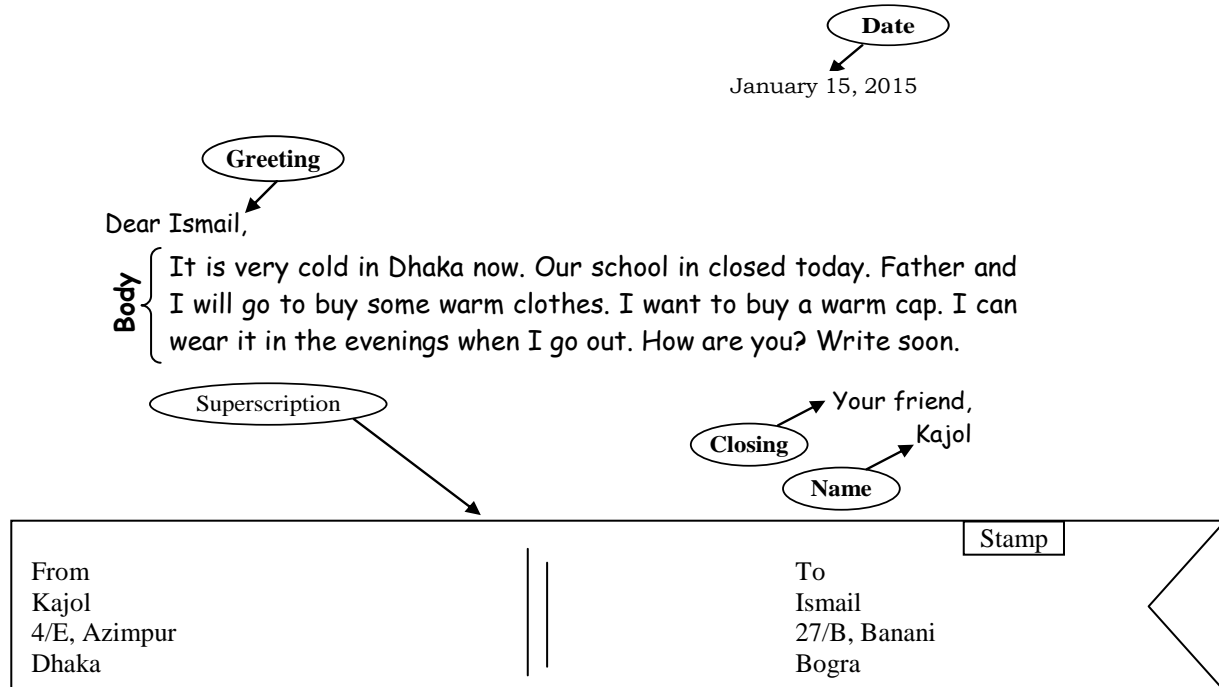 Date
January 15, 2015
Greeting
Dear Ismail,
Body
It is very cold in Dhaka now. Our school in closed today. Father and
I will go to buy some warm clothes. I want to buy a warm cap. I can
wear it in the evenings when I go out. How are you? Write soon.
Superscription
Your friend,
Closing
Kajol
Name
Stamp
From
Kajol
4/E, Azimpur
Dhaka
To
Ismail
27/B, Banani
Bogra